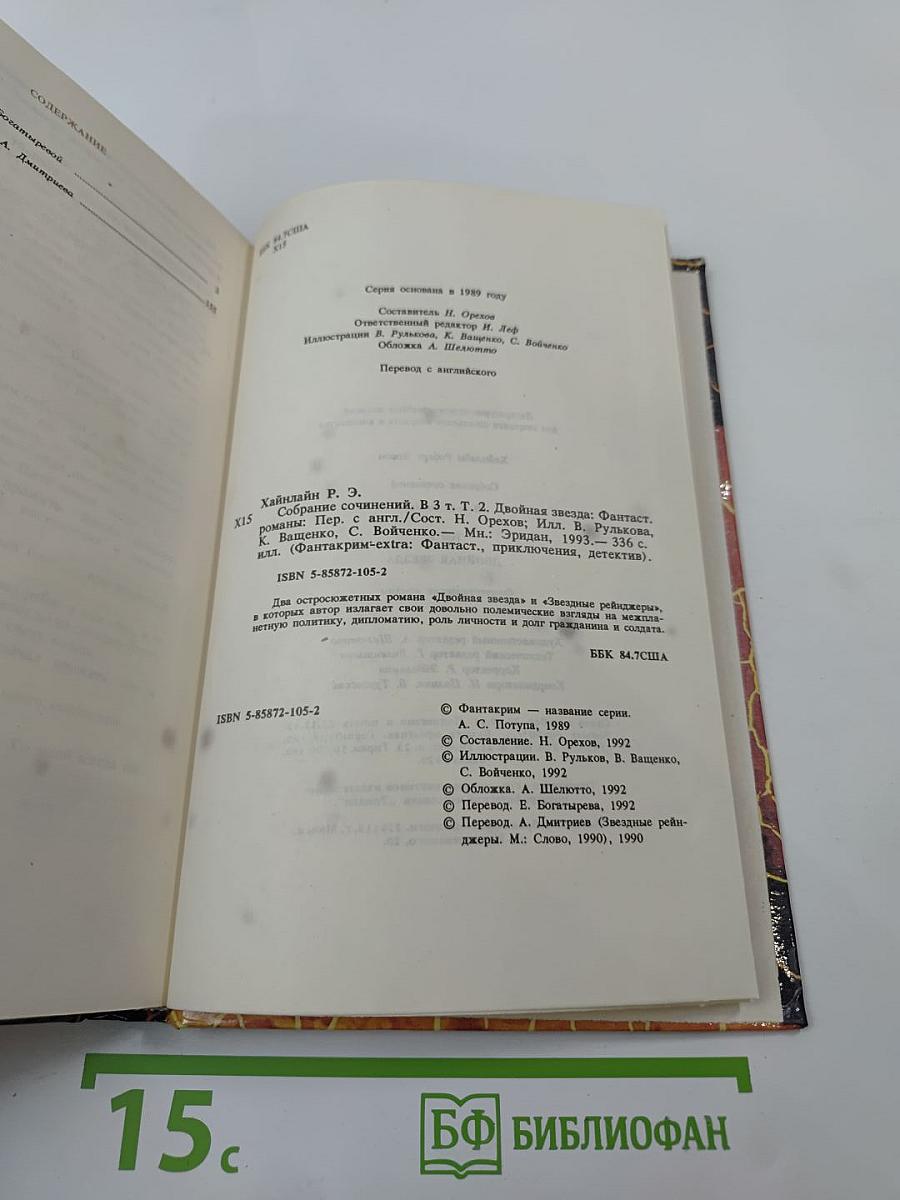 СОДЕРЖАНИЕ
Богатыревой
А. Дмитриева
3
ББК 84.7США
Х15
Серия основана в 1989 году
Составитель Н. Орехов
Ответственный редактор И. Леф
Иллюстрации В. Рулькова, К. Ващенко, С. Войченко
Обложка А. Шелютто
Перевод с английского
Хайнлайн Р. Э.
Х15 Собрание сочинений. В 3 т. Т. 2. Двойная звезда: Фантаст.
романы: Пер. с англ./Сост. Н. Орехов; Илл. В. Рулькова,
К. Ващенко, С. Войченко.— Мн.: Эридан, 1993.— 336 с.
илл. (Фантакрим-extra: Фантаст., приключения, детектив).
ISBN 5-85872-105-2
Два остросюжетных романа «Двойная звезда» и «Звездные рейнджеры»,
в которых автор излагает свои довольно полемические взгляды на межпла-
нетную политику, дипломатию, роль личности и долг гражданина и солдата.
ББК 84.7США
ISBN 5-85872-105-2
© Фантакрим — название серии.
А. С. Потупа, 1989
© Составление. Н. Орехов, 1992
© Иллюстрации. В. Рульков, В. Ващенко,
С. Войченко, 1992
© Обложка. А. Шелютто, 1992
© Перевод. Е. Богатырева, 1992
© Перевод. А. Дмитриев (Звездные рейн-
джеры. М.: Слово, 1990), 1990
15 с
БФ БИБЛИОФАН